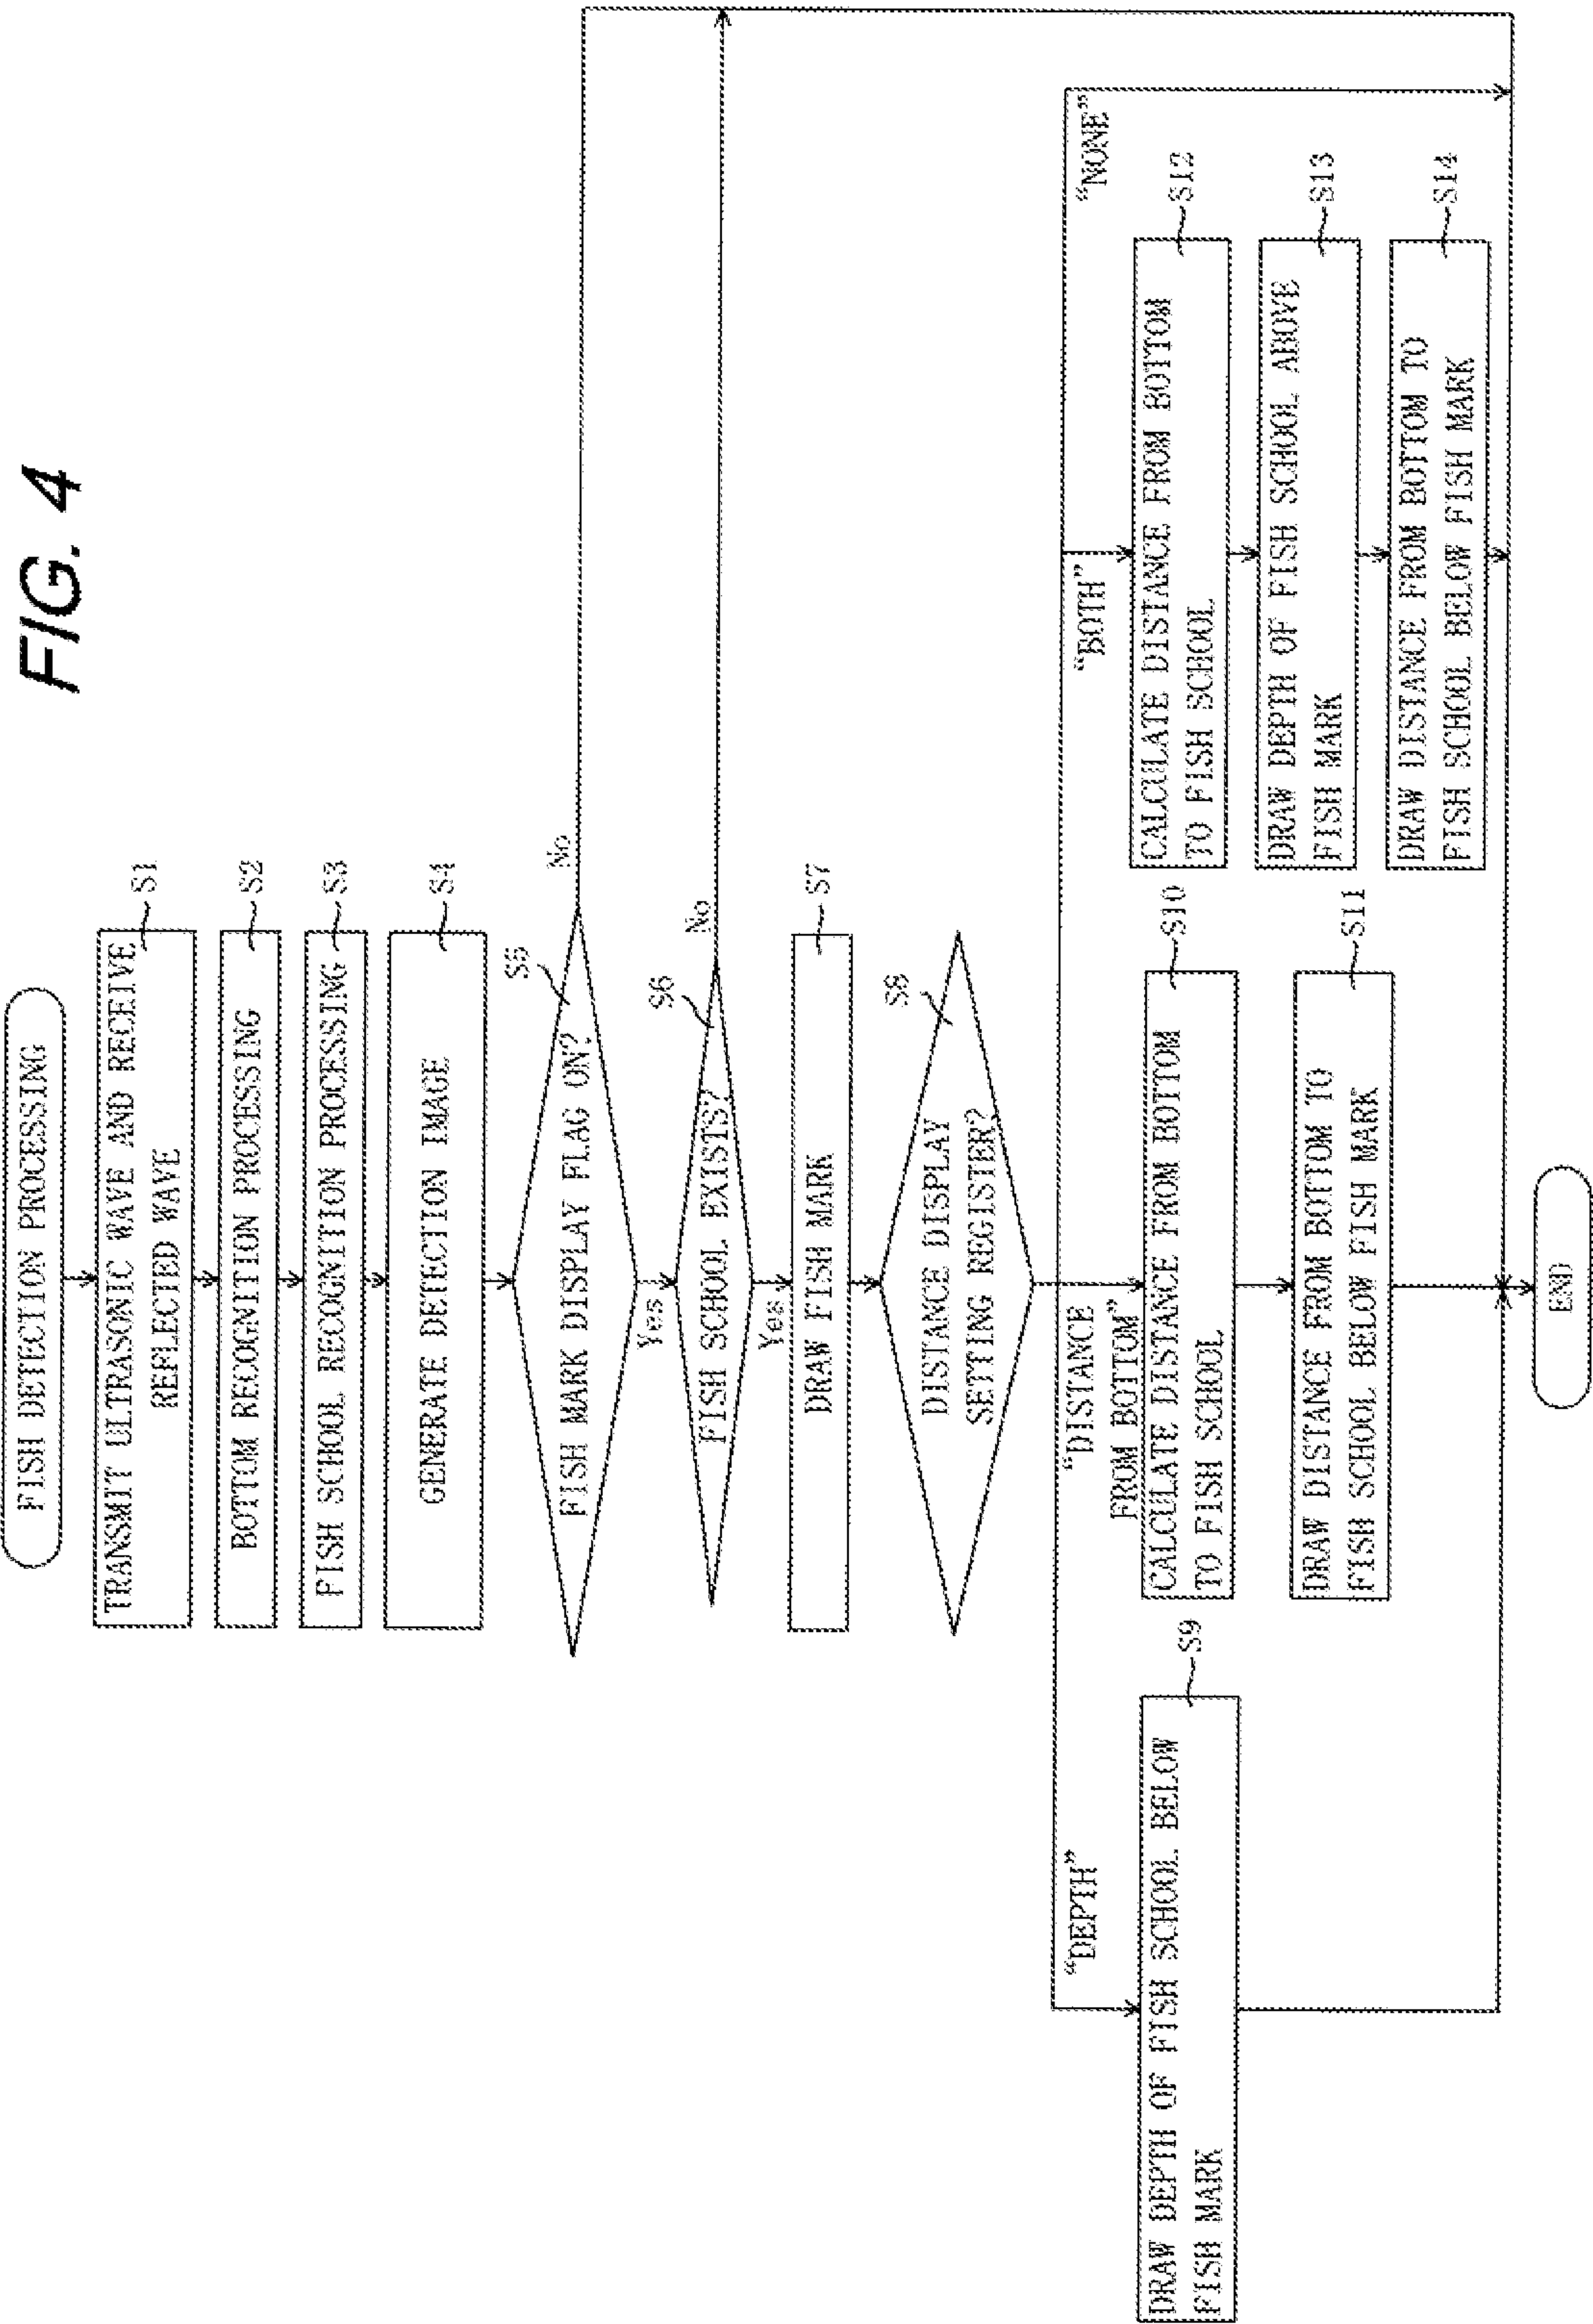 FIG. 4
FISH DETECTION PROCESSING
TRANSMIT ULTRASONIC WAVE AND RECEIVE
REFLECTED WAVE
S1
BOTTOM RECOGNITION PROCESSING
S2
FISH SCHOOL RECOGNITION PROCESSING
S3
GENERATE DETECTION IMAGE
S4
S5
FISH MARK DISPLAY FLAG ON?
No
Yes
S6
FISH SCHOOL EXISTS?
No
Yes
DRAW FISH MARK
S7
S8
DISTANCE DISPLAY
SETTING REGISTER?
"DEPTH"
DRAW DEPTH OF FISH SCHOOL BELOW
FISH MARK
S9
"DISTANCE
FROM BOTTOM"
CALCULATE DISTANCE FROM BOTTOM
TO FISH SCHOOL
S10
DRAW DISTANCE FROM BOTTOM TO
FISH SCHOOL BELOW FISH MARK
S11
"BOTH"
CALCULATE DISTANCE FROM BOTTOM
TO FISH SCHOOL
S12
DRAW DEPTH OF FISH SCHOOL ABOVE
FISH MARK
S13
DRAW DISTANCE FROM BOTTOM TO
FISH SCHOOL BELOW FISH MARK
S14
"NONE"
END